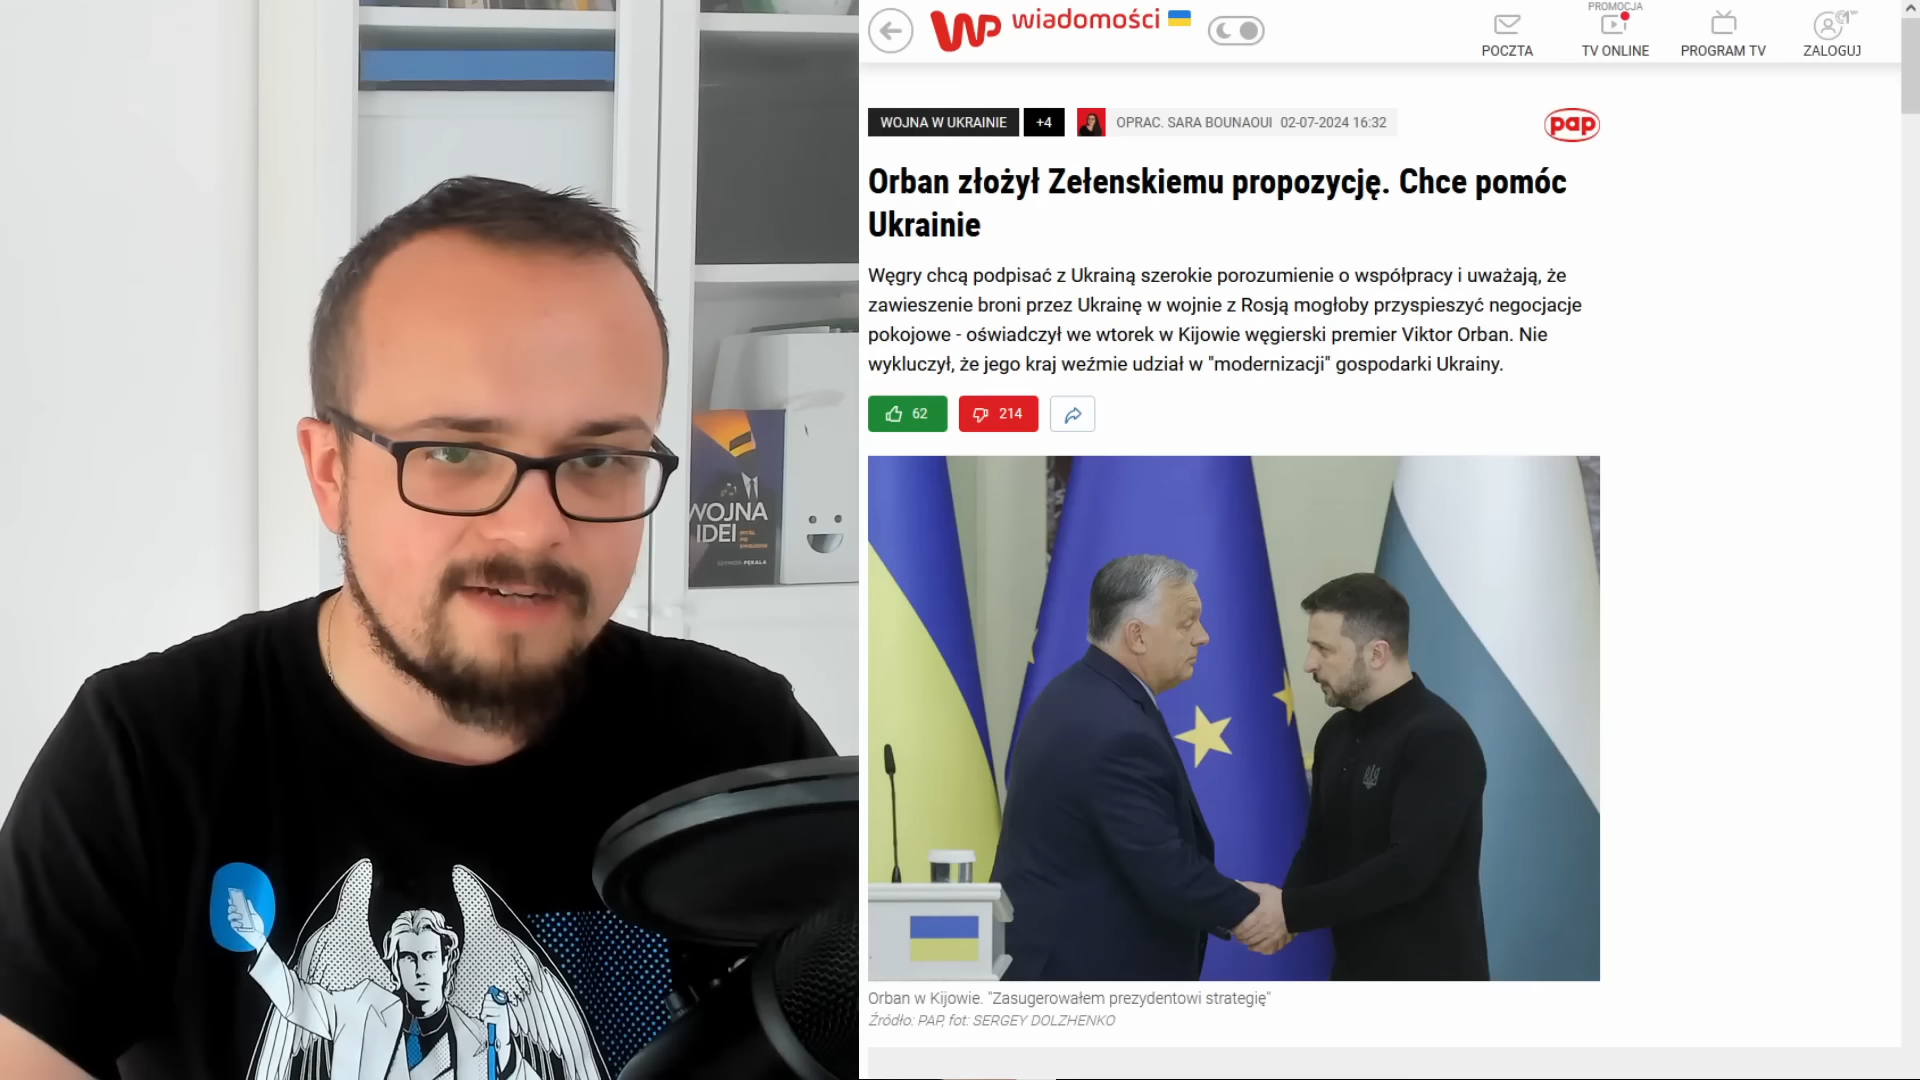 wp wiadomości
POCZTA
PROMOCJA
TV ONLINE
PROGRAM TV
ZALOGUJ
WOJNA W UKRAINIE
+4
OPRAC. SARA BOUNAOUI 02-07-2024 16:32
pap
Orban złożył Zełenskiemu propozycję. Chce pomóc
Ukrainie
Węgry chcą podpisać z Ukrainą szerokie porozumienie o współpracy i uważają, że
zawieszenie broni przez Ukrainę w wojnie z Rosją mogłoby przyspieszyć negocjacje
pokojowe - oświadczył we wtorek w Kijowie węgierski premier Viktor Orban. Nie
wykluczył, że jego kraj weźmie udział w "modernizacji" gospodarki Ukrainy.
62
214
Orban w Kijowie. "Zasugerowałem prezydentowi strategię"
Źródło: PAP, fot: SERGEY DOLZHENKO
WOJNA
IDEI
SZYMON PĘKALA